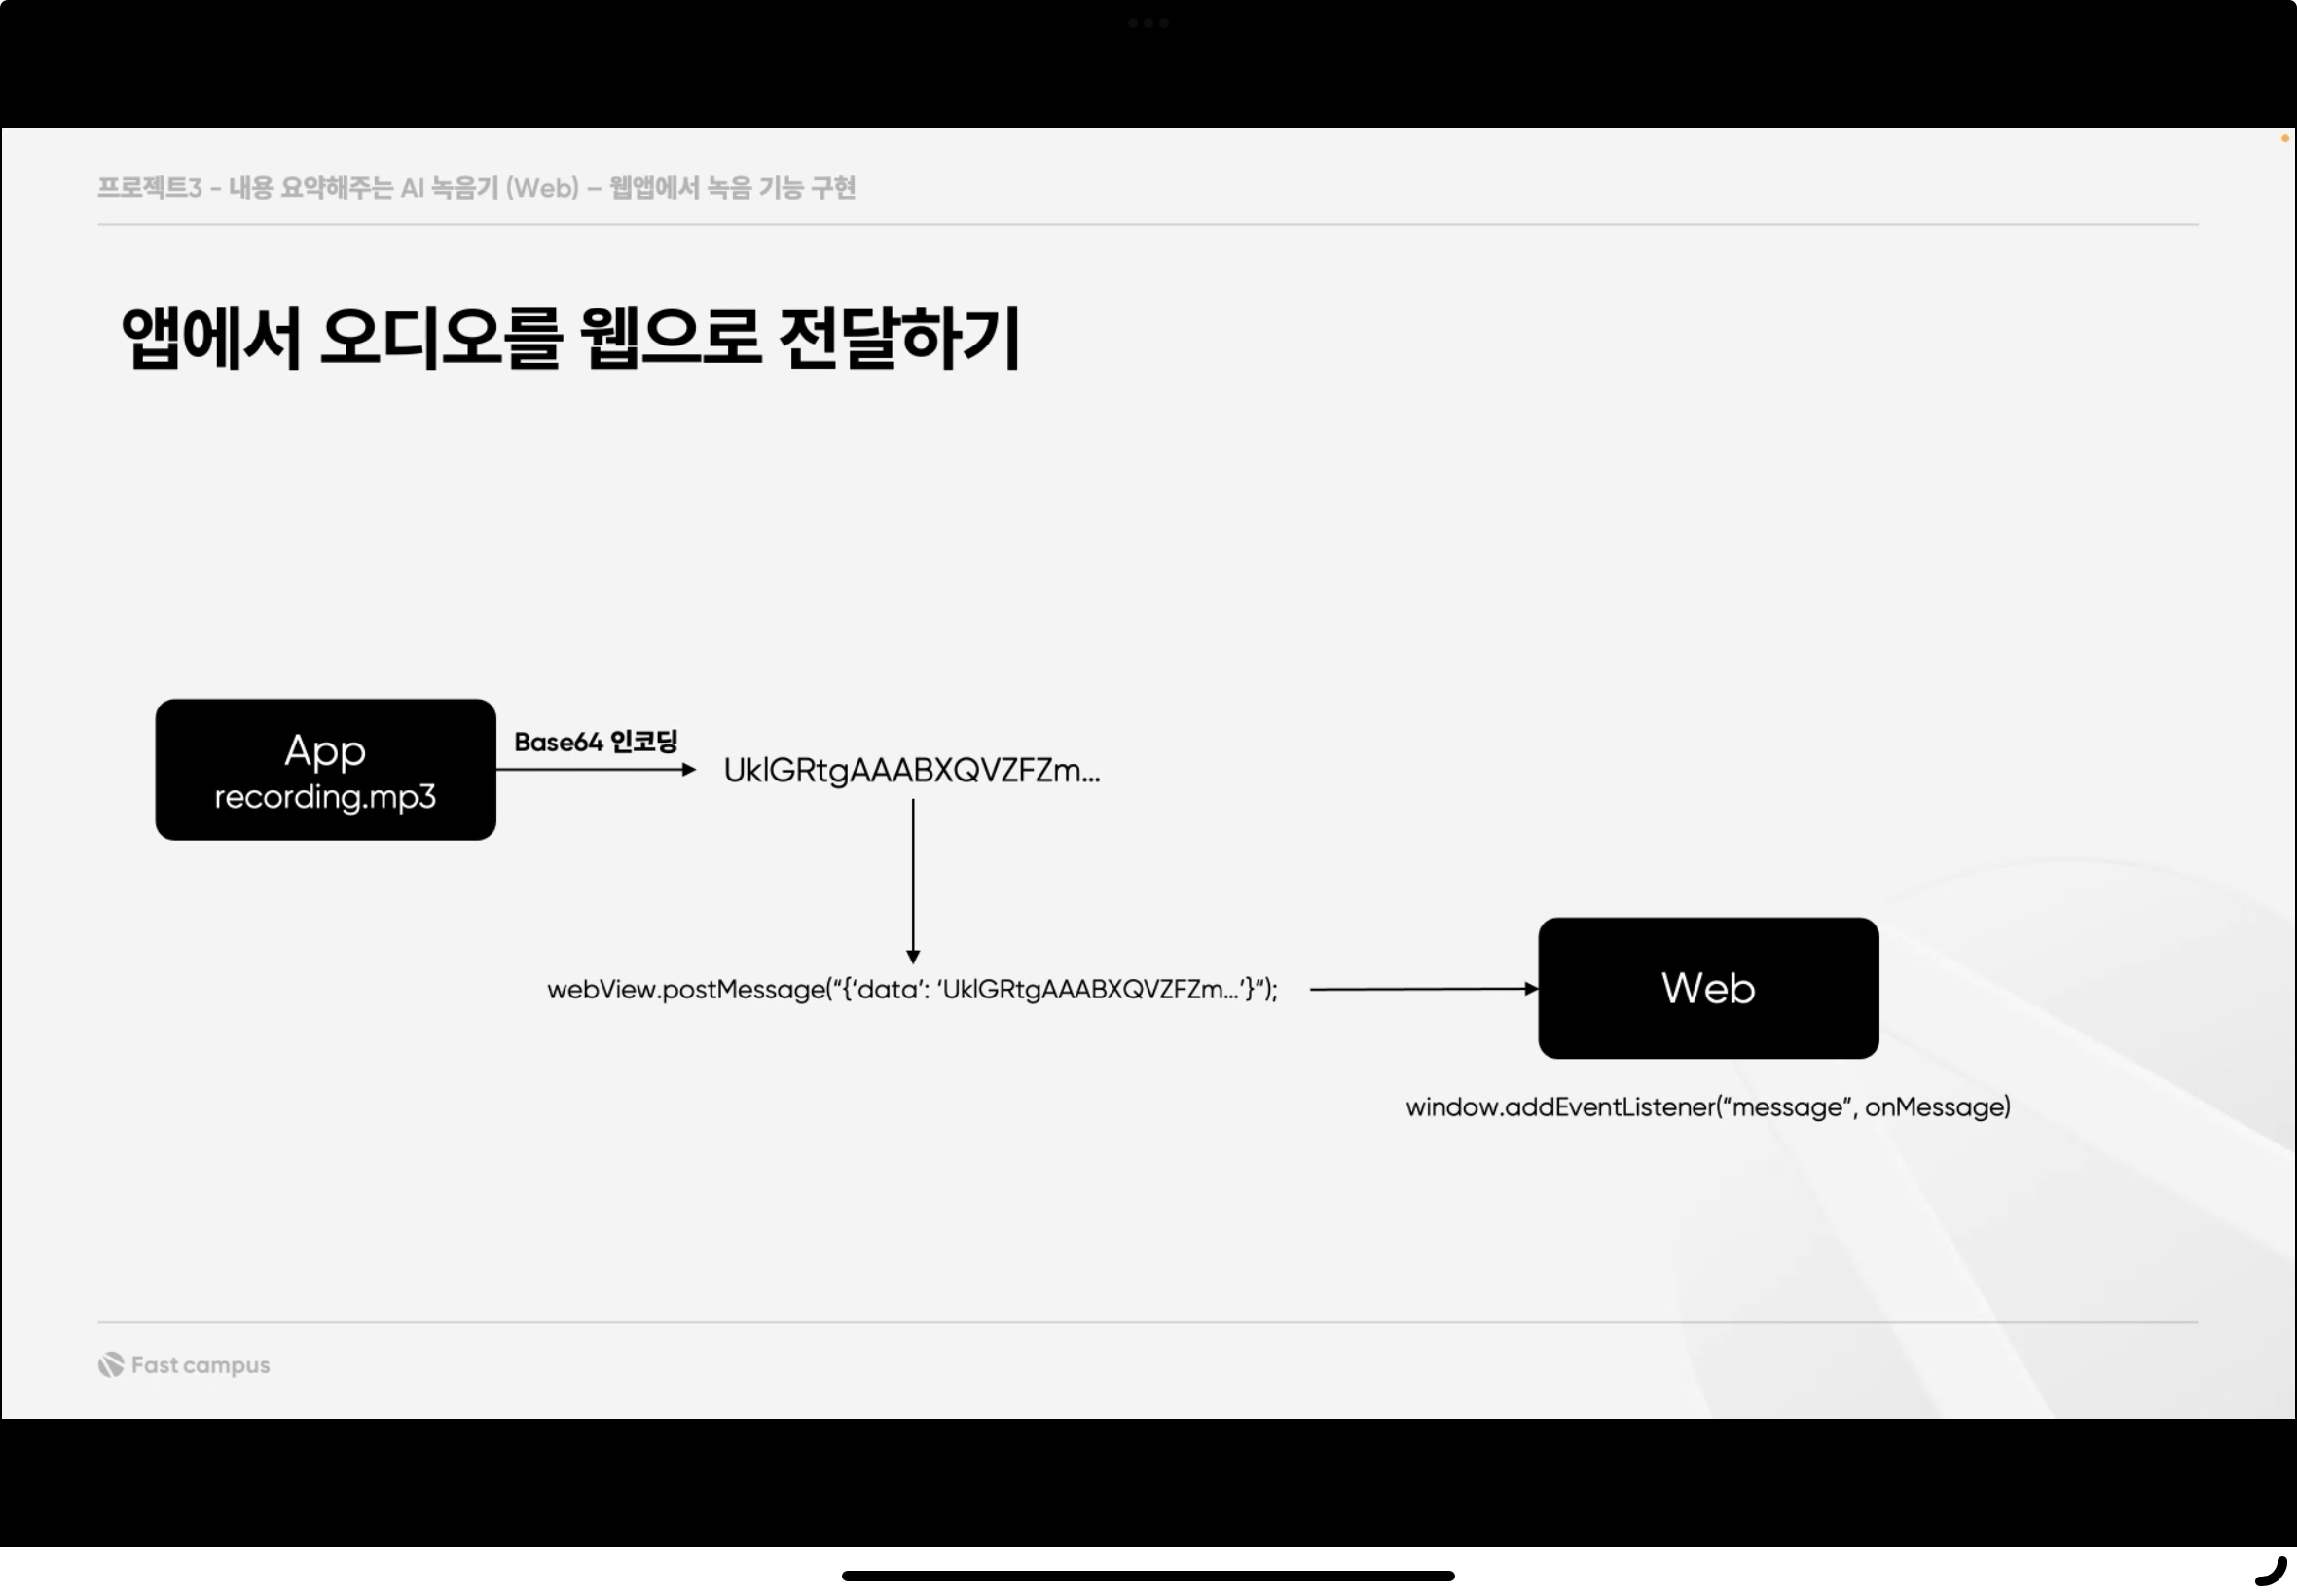 프로젝트3 - 내용 요약해주는 AI 녹음기 (Web) – 웹앱에서 녹음 기능 구현
앱에서 오디오를 웹으로 전달하기
App
recording.mp3
Base64 인코딩
UklGRtgAAABXQVZFZm...
webView.postMessage(“{‘data’: ‘UklGRtgAAABXQVZFZm...’}“);
Web
window.addEventListener(“message”, onMessage)
Fast campus